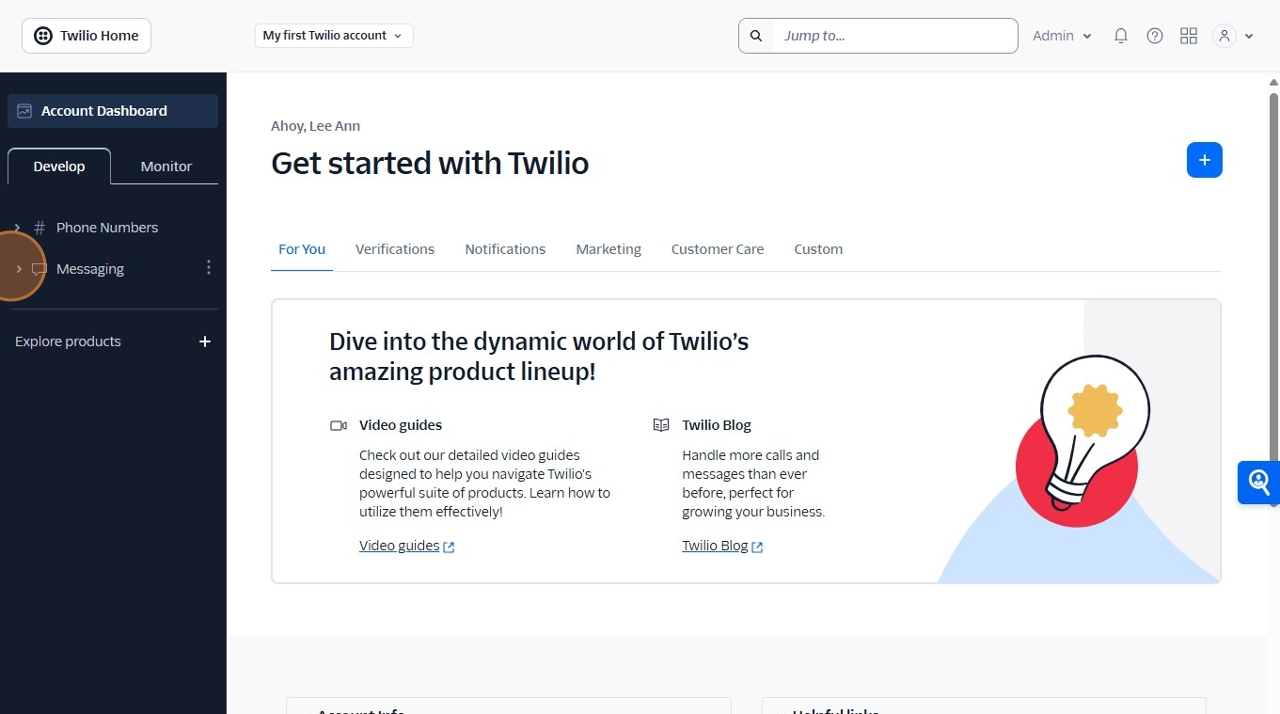 Twilio Home
My first Twilio account
Jump to...
Admin
Account Dashboard
Develop
Monitor
# Phone Numbers
Messaging
Explore products
Ahoy, Lee Ann
Get started with Twilio
For You
Verifications
Notifications
Marketing
Customer Care
Custom
Dive into the dynamic world of Twilio’s
amazing product lineup!
Video guides
Check out our detailed video guides
designed to help you navigate Twilio's
powerful suite of products. Learn how to
utilize them effectively!
Video guides
Twilio Blog
Handle more calls and
messages than ever
before, perfect for
growing your business.
Twilio Blog
Account Info
Helpful links